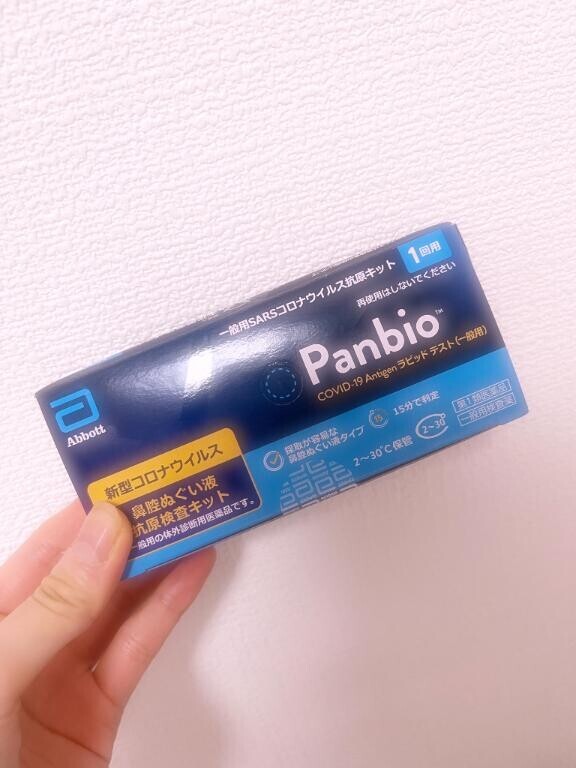 一般用SARSコロナウイルス抗原キット
1回用
再使用はしないでください
Panbio™
COVID-19 Antigen ラピッド テスト(一般用)
Abbott
新型コロナウイルス
鼻腔ぬぐい液
抗原検査キット
一般用の体外診断用医薬品です。
採取が容易な
鼻腔ぬぐい液タイプ
15
15分で判定
2〜30℃保管
2〜30
第1類医薬品
一般用検査薬